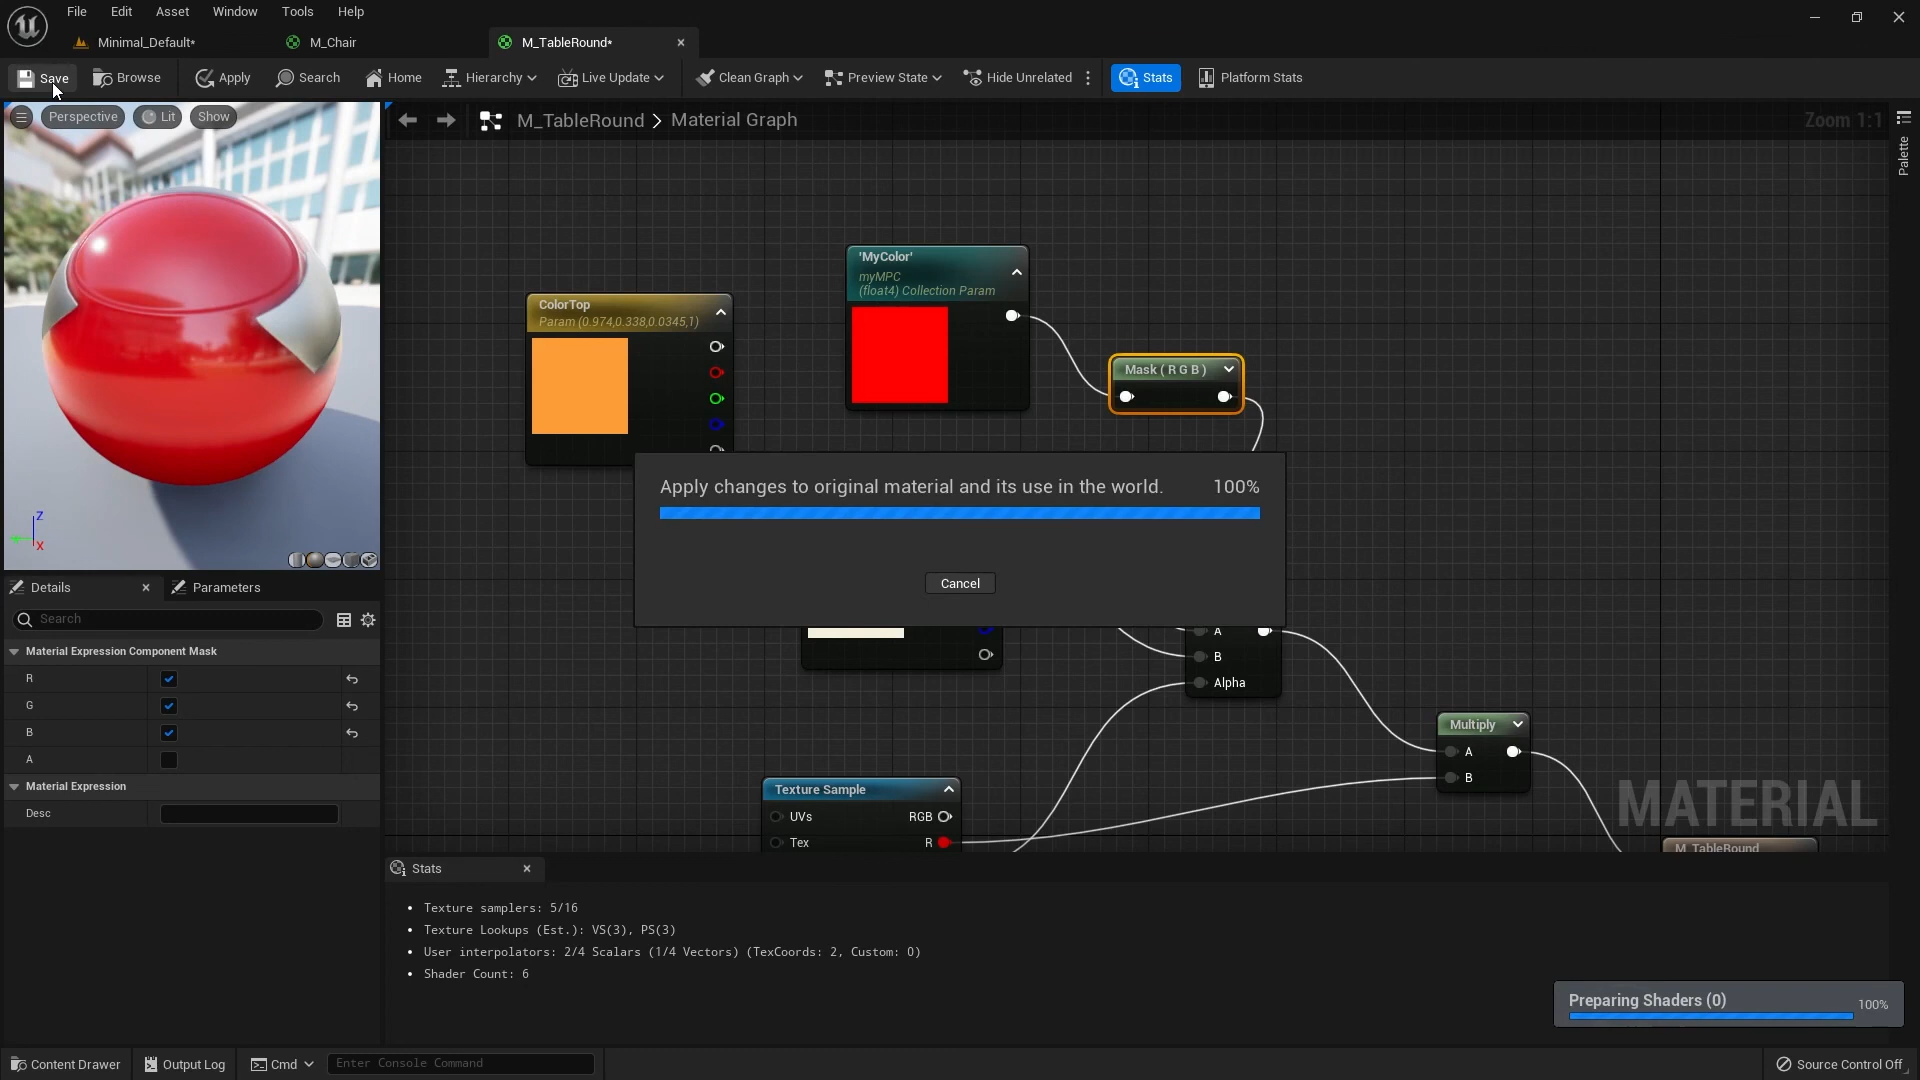 File Edit Asset Window Tools Help
Minimal_Default* M_Chair M_TableRound*
Save Browse Apply Search Home Hierarchy Live Update Clean Graph Preview State Hide Unrelated Stats Platform Stats
Perspective Lit Show
M_TableRound > Material Graph Zoom 1:1
Palette
'MyColor'
myMPC
(float4) Collection Param
ColorTop
Param (0.974,0.338,0.0345,1)
Mask ( R G B )
Apply changes to original material and its use in the world. 100%
Cancel
Z
X
A
B
Alpha
Multiply
A
B
Texture Sample
UVs RGB
Tex R
MATERIAL
M_TableRound
Details Parameters
Search
Material Expression Component Mask
R
G
B
A
Material Expression
Desc
Stats
• Texture samplers: 5/16
• Texture Lookups (Est.): VS(3), PS(3)
• User interpolators: 2/4 Scalars (1/4 Vectors) (TexCoords: 2, Custom: 0)
• Shader Count: 6
Preparing Shaders (0) 100%
Content Drawer Output Log Cmd Enter Console Command Source Control Off